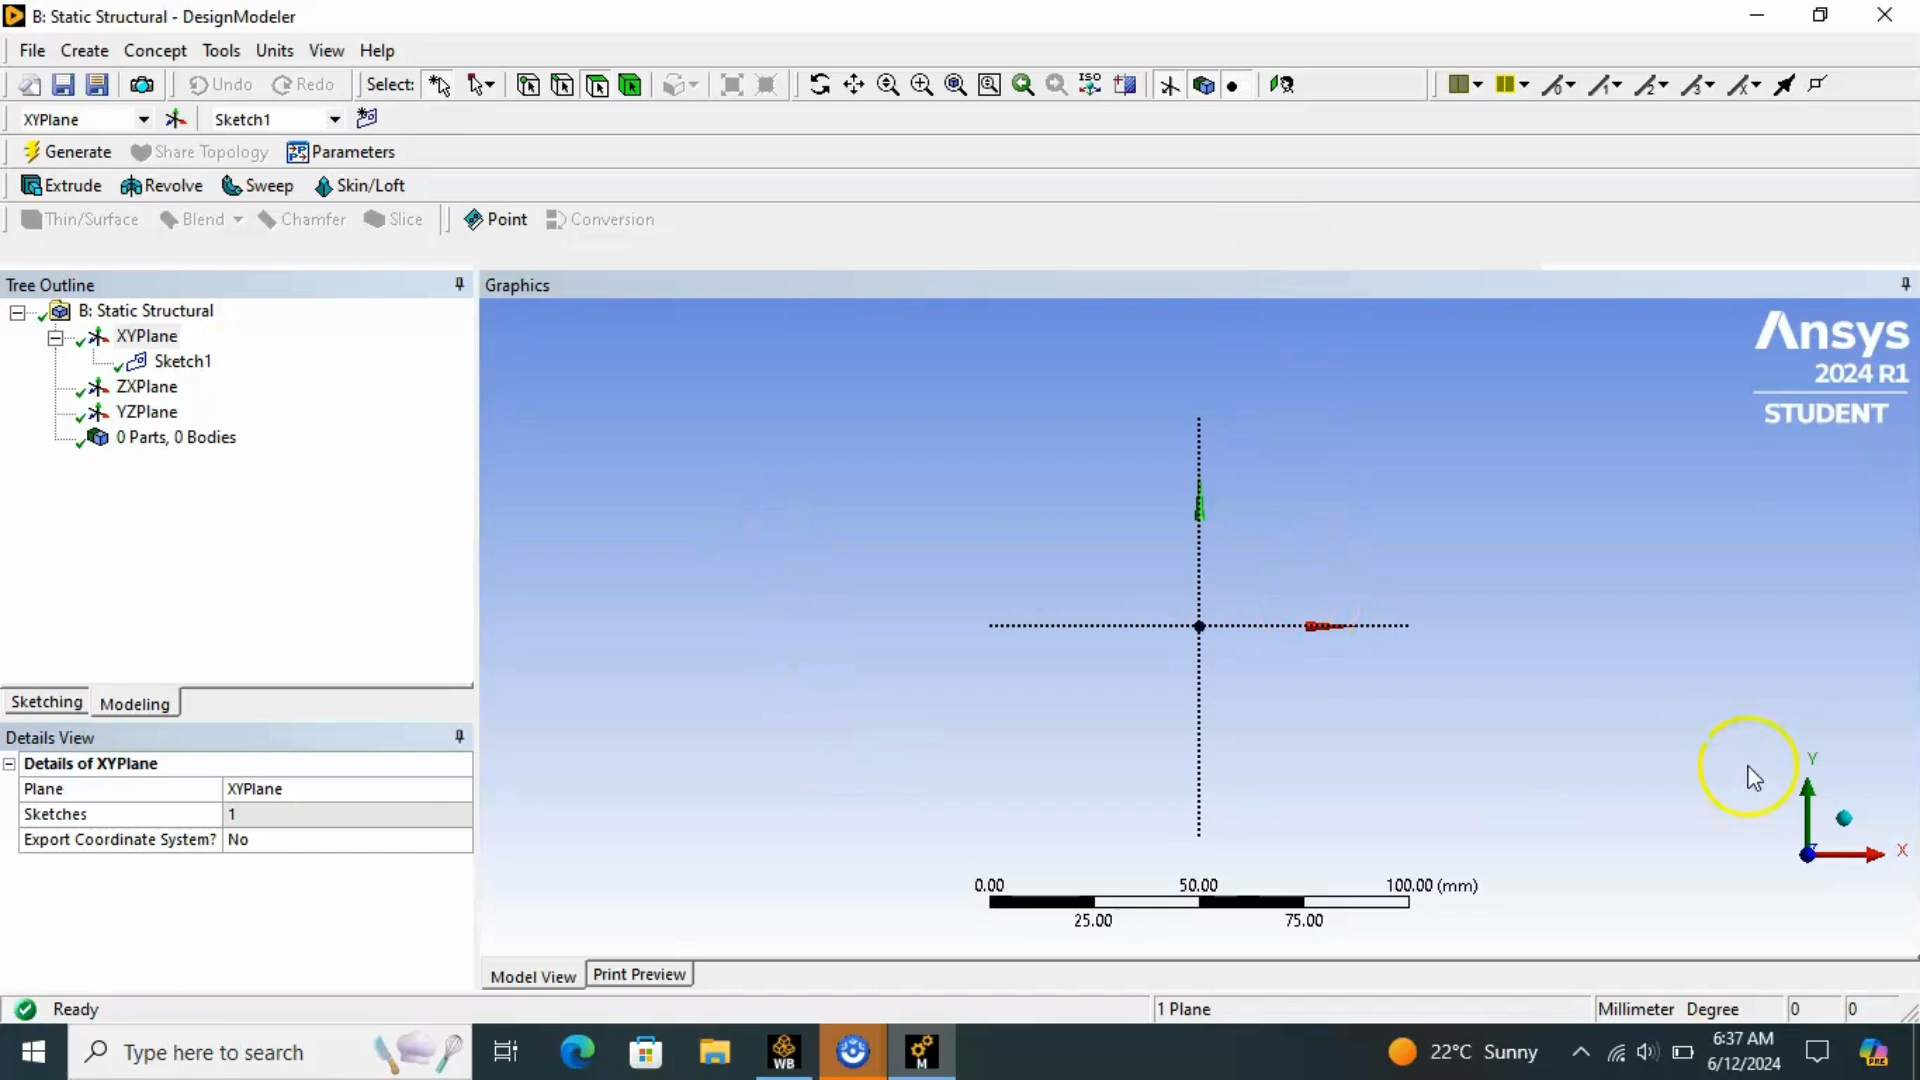 B: Static Structural - DesignModeler
File Create Concept Tools Units View Help
Undo Redo Select: ISO
XYPlane Sketch1
Generate Share Topology Parameters
Extrude Revolve Sweep Skin/Loft
Thin/Surface Blend Chamfer Slice Point Conversion
Tree Outline
Graphics
B: Static Structural
XYPlane
Sketch1
ZXPlane
YZPlane
0 Parts, 0 Bodies
Sketching Modeling
Details View
Details of XYPlane
Plane XYPlane
Sketches 1
Export Coordinate System? No
Ansys
2024 R1
STUDENT
Y
X
0.00 50.00 100.00 (mm)
25.00 75.00
Model View Print Preview
Ready 1 Plane Millimeter Degree 0 0
Type here to search WB M 22°C Sunny 6:37 AM
6/12/2024
PRE